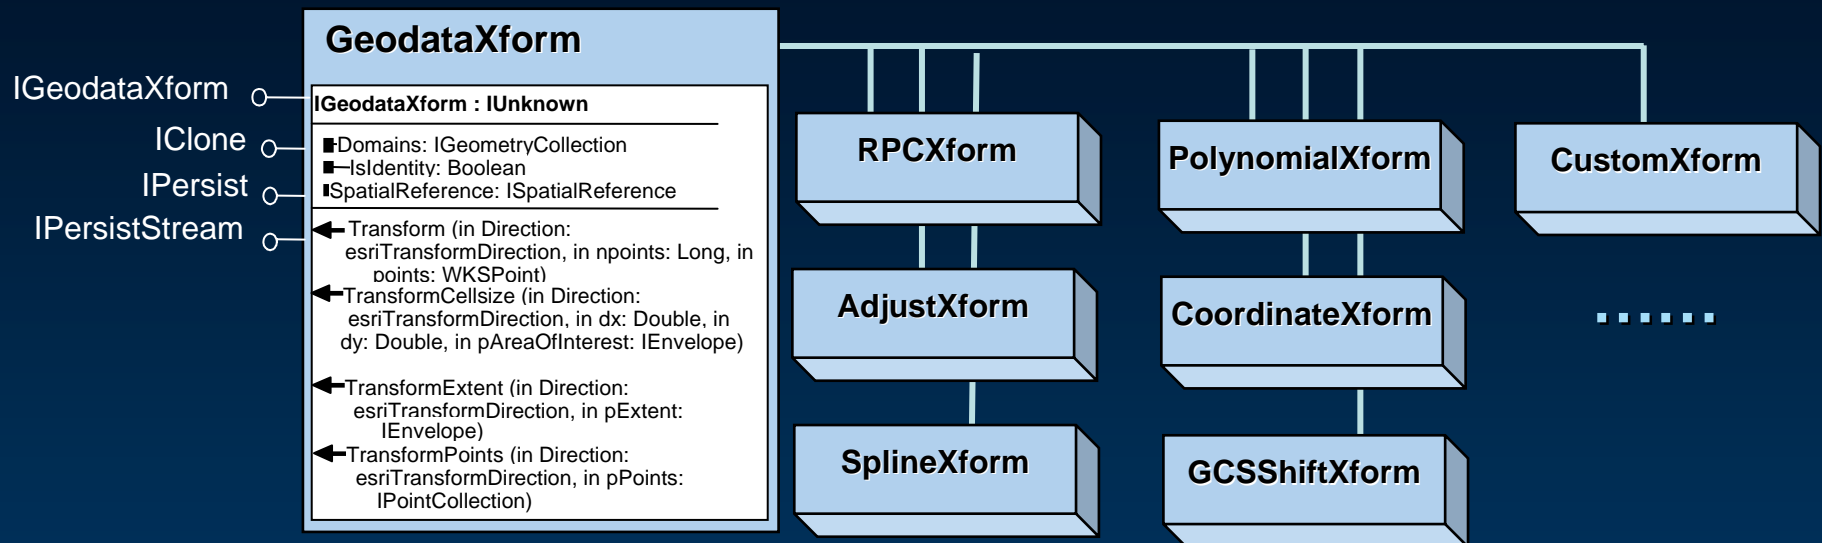 GeodataXform
IGeodataXform
IClone
IPersist
IPersistStream
IGeodataXform : IUnknown
Domains: IGeometryCollection
IsIdentity: Boolean
SpatialReference: ISpatialReference
Transform (in Direction:
esriTransformDirection, in npoints: Long, in
points: WKSPoint)
TransformCellsize (in Direction:
esriTransformDirection, in dx: Double, in
dy: Double, in pAreaOfInterest: IEnvelope)
TransformExtent (in Direction:
esriTransformDirection, in pExtent:
IEnvelope)
TransformPoints (in Direction:
esriTransformDirection, in pPoints:
IPointCollection)
RPCXform
PolynomialXform
CustomXform
AdjustXform
CoordinateXform
......
SplineXform
GCSShiftXform